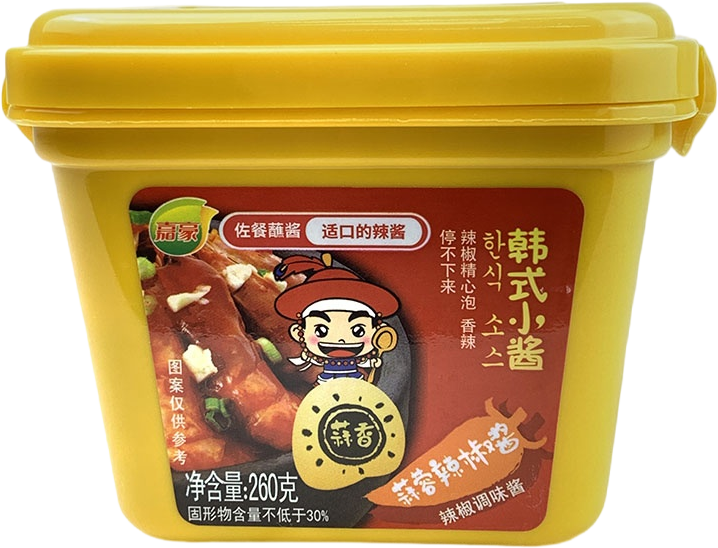 嘉豪
佐餐蘸酱 适口的辣酱
韩式小酱
한식 소스
辣椒精心泡 香辣
停不下来
图案仅供参考
蒜香
蒜蓉辣椒酱
辣椒调味酱
净含量:260克
固形物含量不低于30%